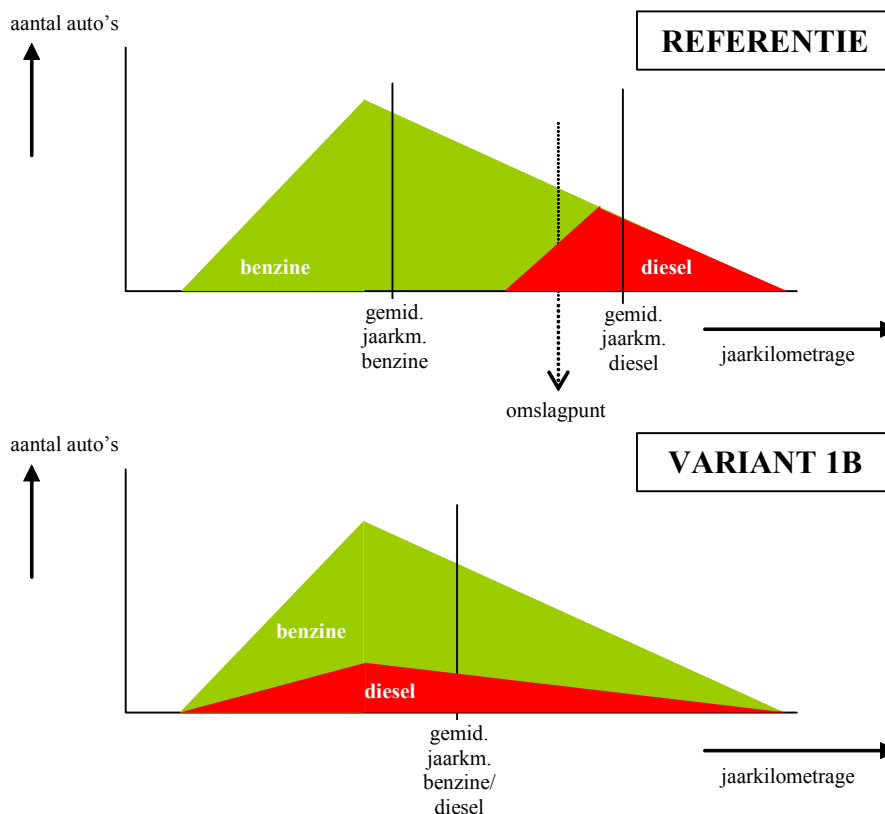 aantal auto's
REFERENTIE
benzine
diesel
gemid.
jaarkm.
benzine
gemid.
jaarkm.
diesel
jaarkilometrage
omslagpunt
aantal auto's
VARIANT 1B
benzine
diesel
gemid.
jaarkm.
benzine/
diesel
jaarkilometrage